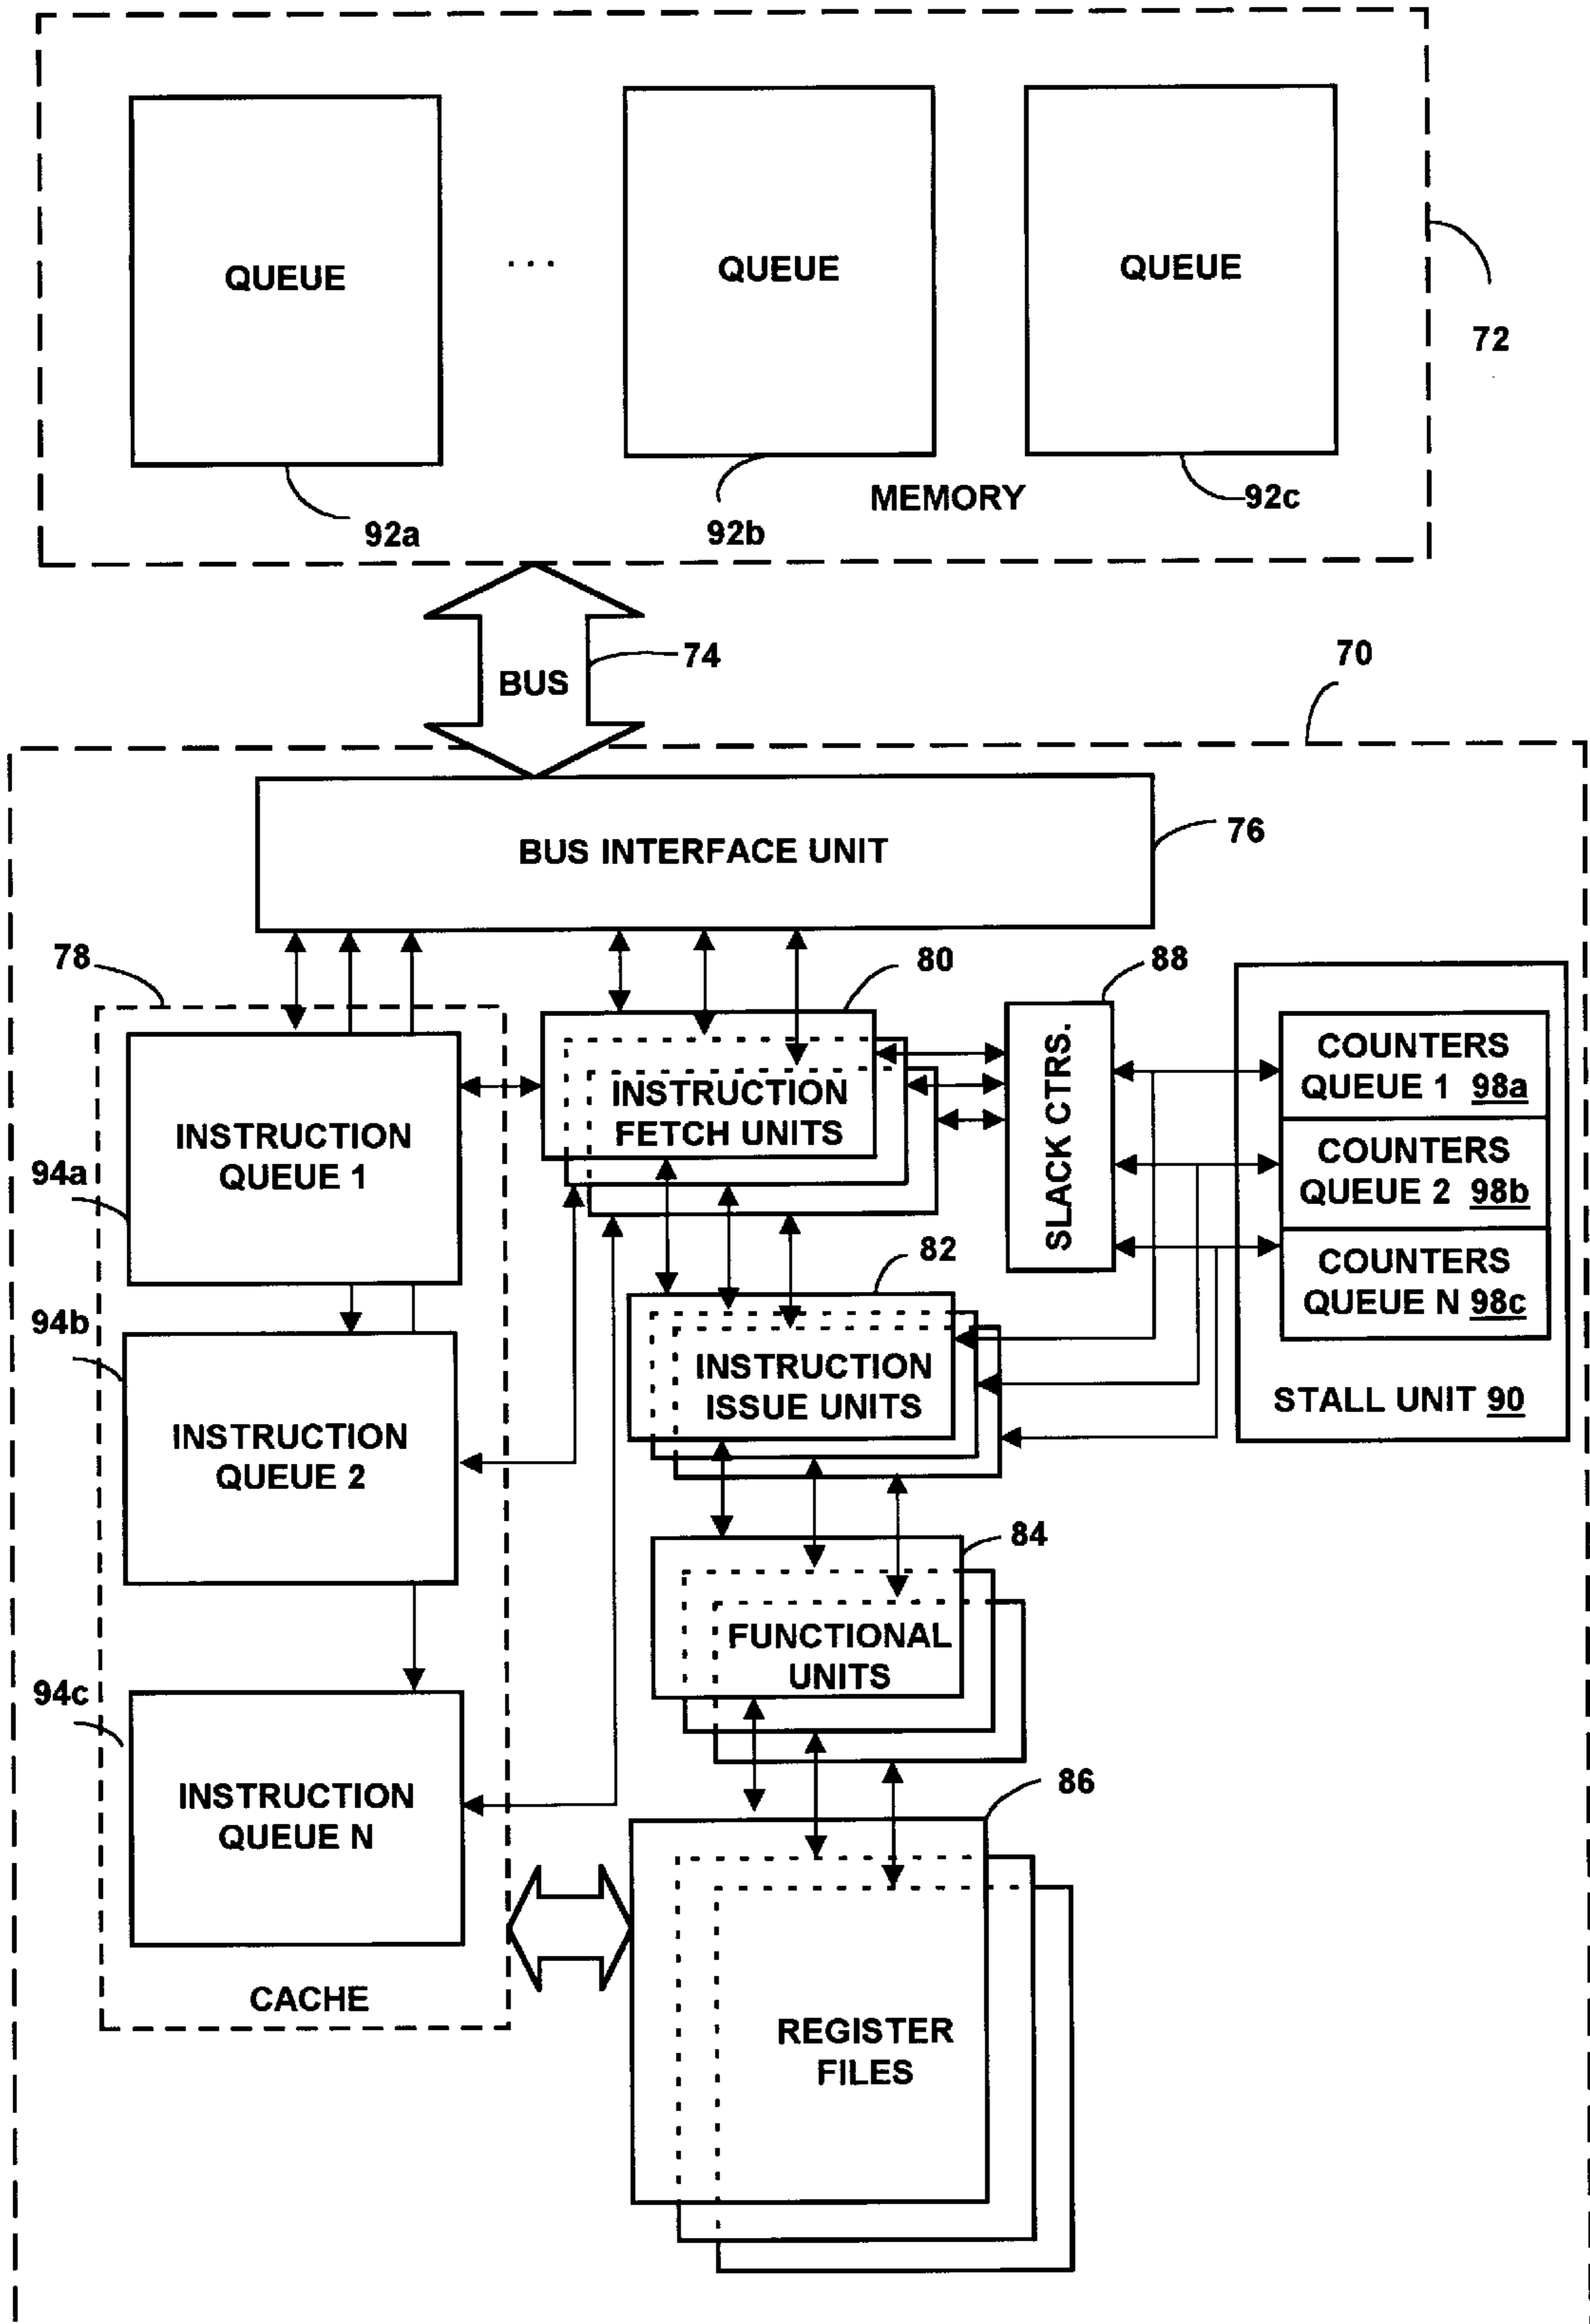 QUEUE
...
QUEUE
QUEUE
72
92a
92b
MEMORY
92c
BUS
74
70
BUS INTERFACE UNIT
76
78
80
88
INSTRUCTION
FETCH UNITS
SLACK CTRS.
COUNTERS
QUEUE 1 98a
COUNTERS
QUEUE 2 98b
COUNTERS
QUEUE N 98c
STALL UNIT 90
94a
INSTRUCTION
QUEUE 1
82
INSTRUCTION
ISSUE UNITS
94b
INSTRUCTION
QUEUE 2
84
FUNCTIONAL
UNITS
94c
INSTRUCTION
QUEUE N
86
CACHE
REGISTER
FILES